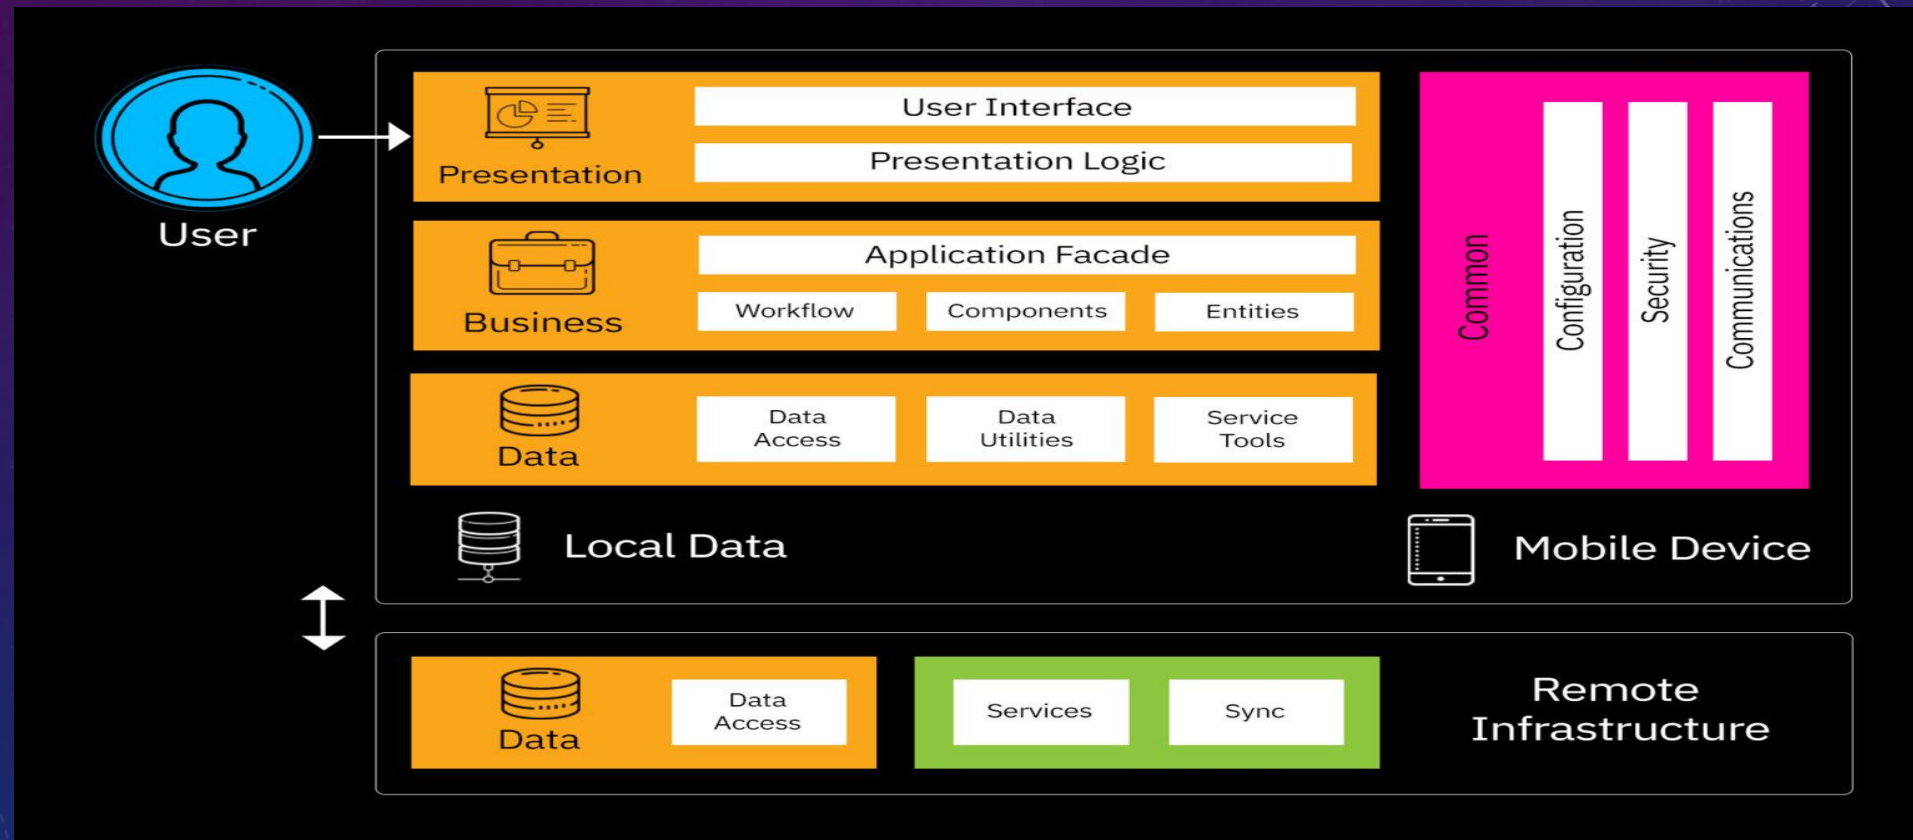 User
Presentation
User Interface
Presentation Logic
Business
Application Facade
Workflow
Components
Entities
Data
Data
Access
Data
Utilities
Service
Tools
Common
Configuration
Security
Communications
Local Data
Mobile Device
Data
Data
Access
Services
Sync
Remote
Infrastructure